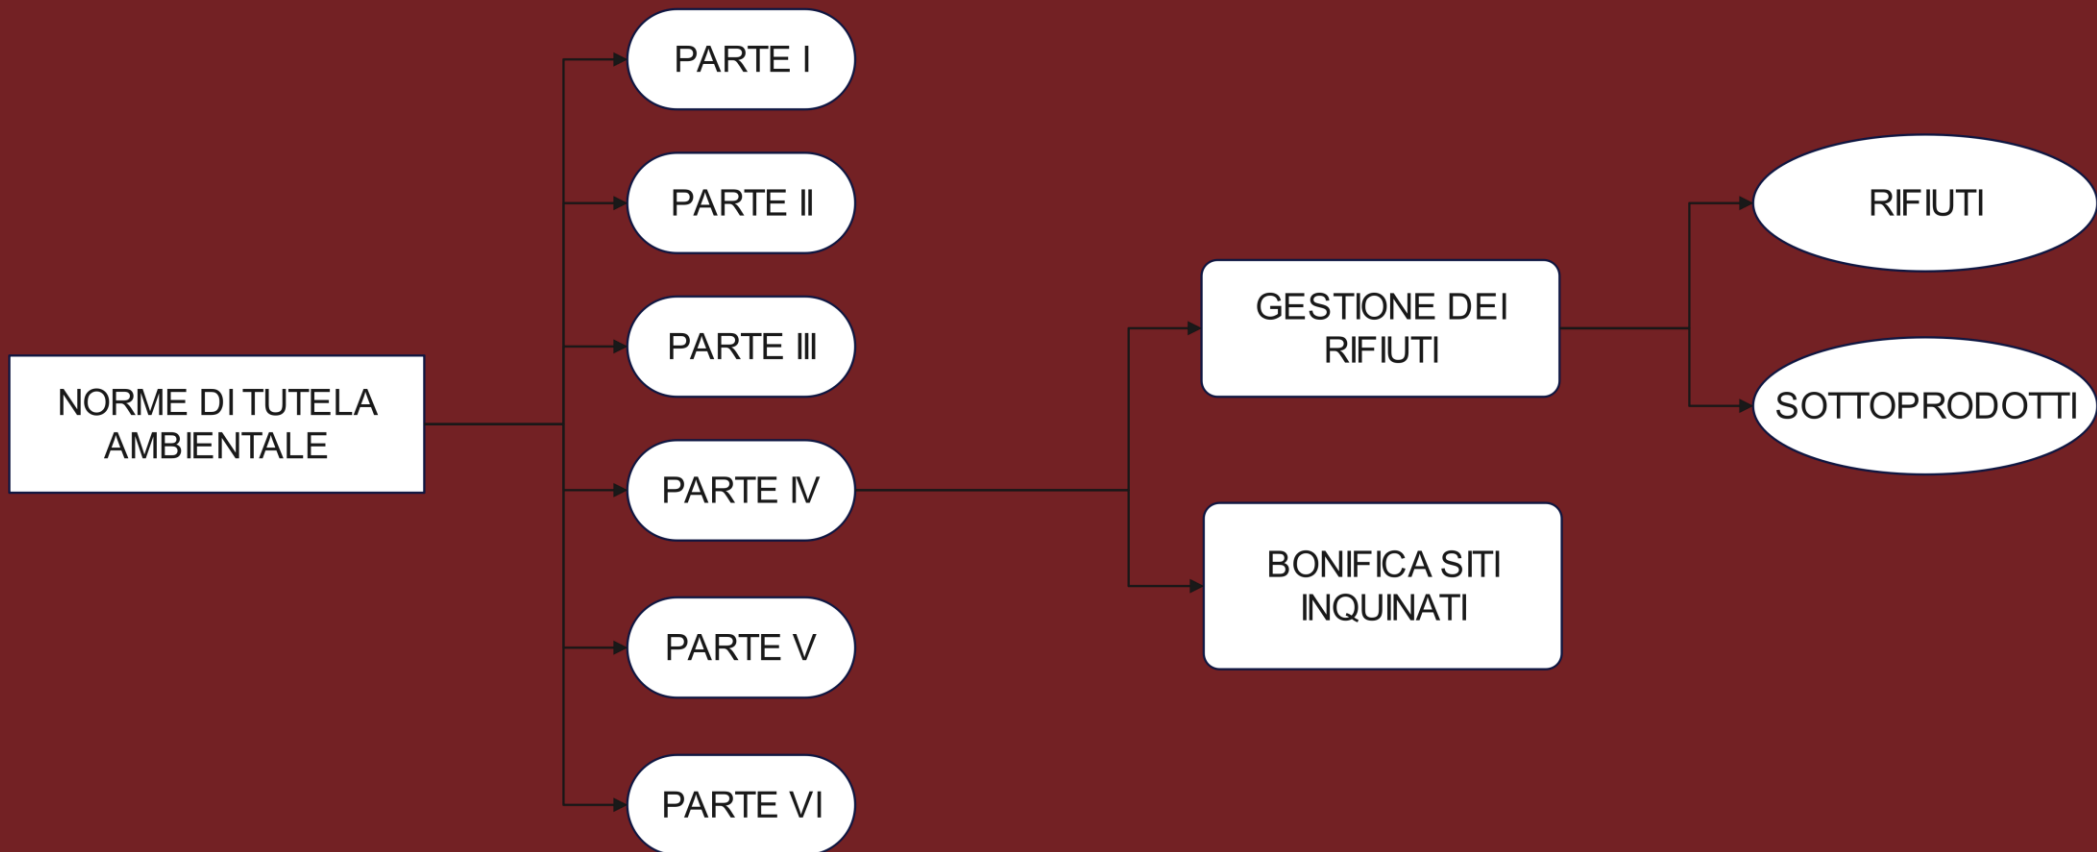 NORME DI TUTELA
AMBIENTALE
PARTE I
PARTE II
PARTE III
PARTE IV
PARTE V
PARTE VI
GESTIONE DEI
RIFIUTI
BONIFICA SITI
INQUINATI
RIFIUTI
SOTTOPRODOTTI